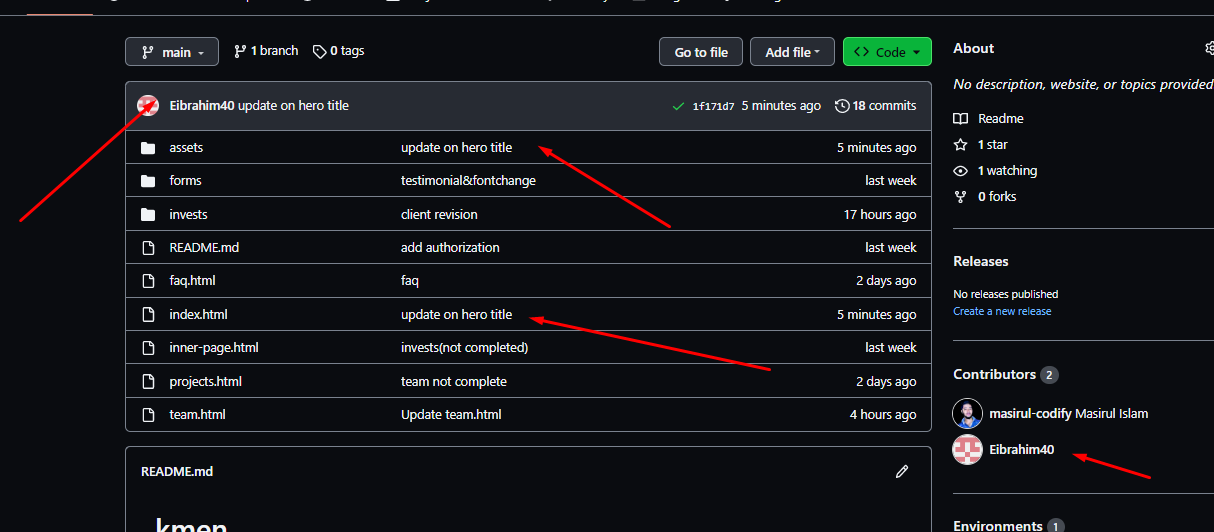 main
1 branch
0 tags
Go to file
Add file
Code
Eibrahim40 update on hero title
1f171d7 5 minutes ago
18 commits
assets update on hero title 5 minutes ago
forms testimonial&fontchange last week
invests client revision 17 hours ago
README.md add authorization last week
faq.html faq 2 days ago
index.html update on hero title 5 minutes ago
inner-page.html invests(not completed) last week
projects.html team not complete 2 days ago
team.html Update team.html 4 hours ago
README.md
kmen
About
No description, website, or topics provided
Readme
1 star
1 watching
0 forks
Releases
No releases published
Create a new release
Contributors 2
masirul-codify Masirul Islam
Eibrahim40
Environments 1